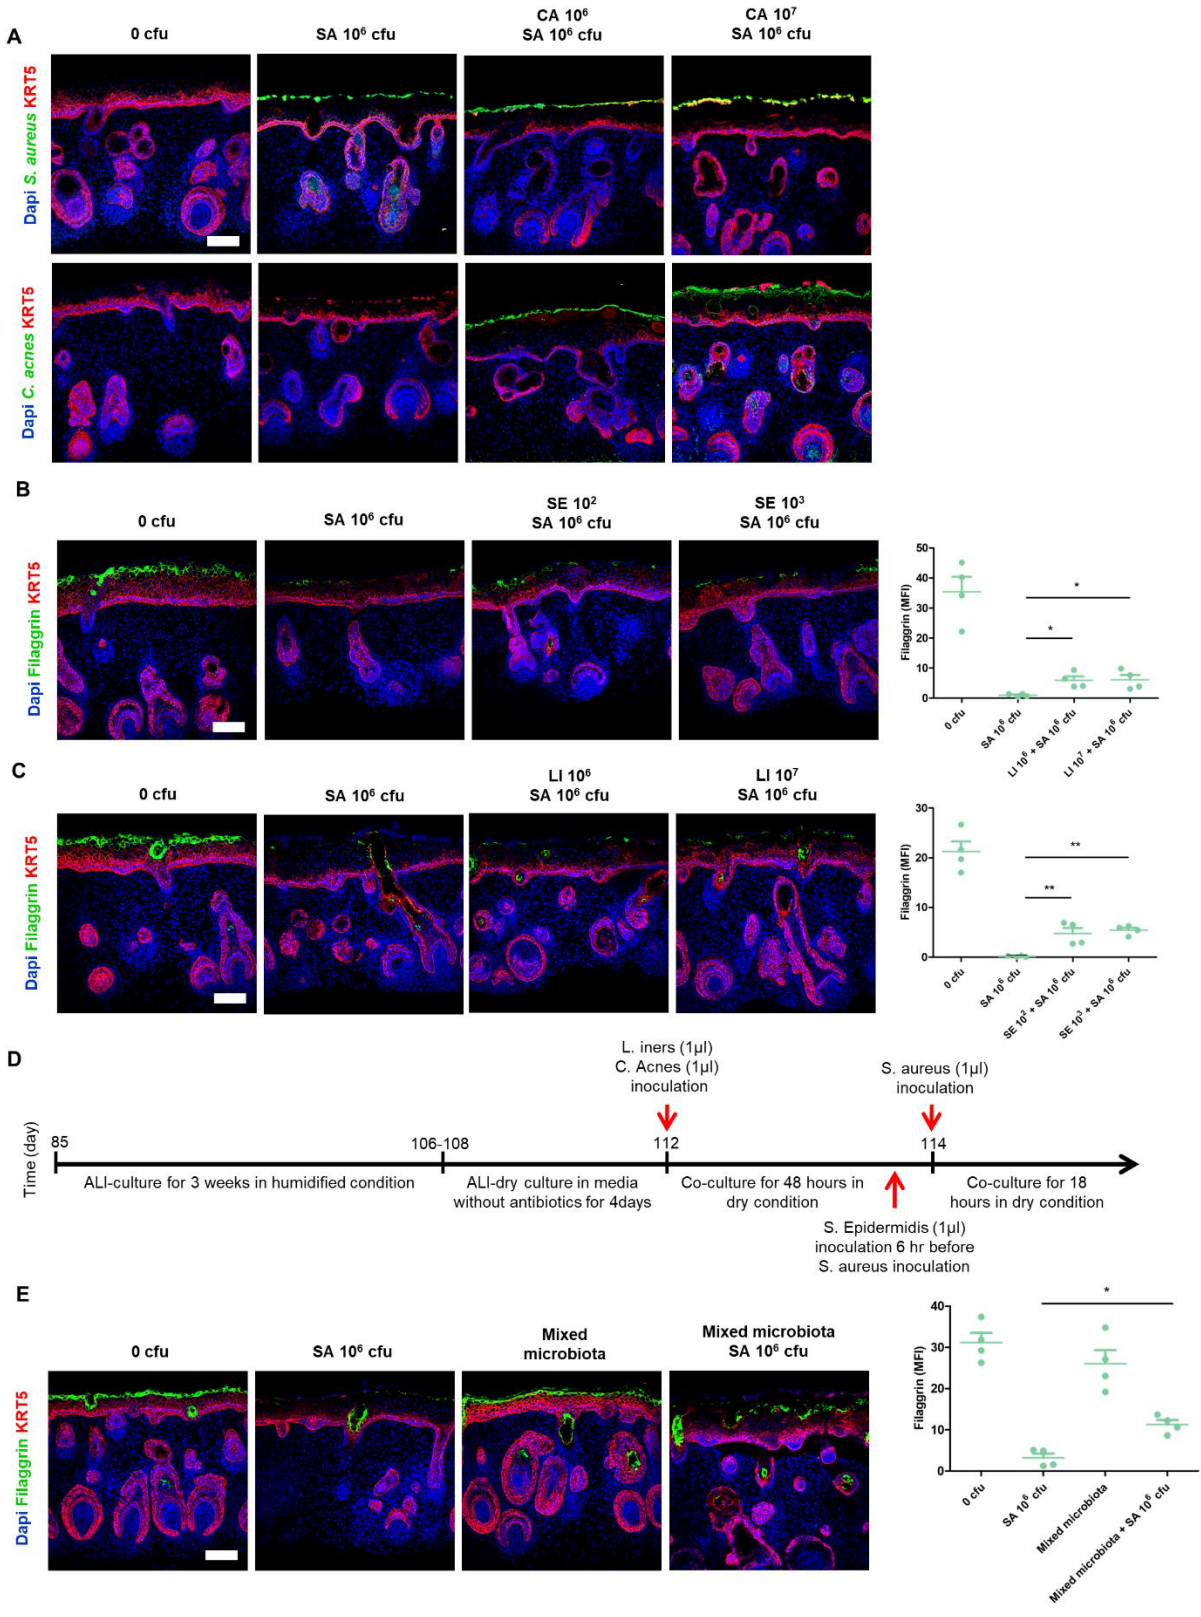 A
0 cfu
SA 10⁶ cfu
CA 10⁶
SA 10⁶ cfu
CA 10⁷
SA 10⁶ cfu
Dapi S. aureus KRT5
Dapi C. acnes KRT5
B
0 cfu
SA 10⁶ cfu
SE 10²
SA 10⁶ cfu
SE 10³
SA 10⁶ cfu
Dapi Filaggrin KRT5
Filaggrin (MFI)
50
40
30
20
10
0
*
*
0 cfu
SA 10⁶ cfu
LI 10⁶ + SA 10⁶ cfu
LI 10⁷ + SA 10⁶ cfu
C
0 cfu
SA 10⁶ cfu
LI 10⁶
SA 10⁶ cfu
LI 10⁷
SA 10⁶ cfu
Dapi Filaggrin KRT5
Filaggrin (MFI)
30
20
10
0
**
**
0 cfu
SA 10⁶ cfu
SE 10² + SA 10⁶ cfu
SE 10³ + SA 10⁶ cfu
D
L. iners (1µl)
C. Acnes (1µl)
inoculation
S. aureus (1µl)
inoculation
Time (day)
85
106-108
112
114
ALI-culture for 3 weeks in humidified condition
ALI-dry culture in media
without antibiotics for 4days
Co-culture for 48 hours in
dry condition
Co-culture for 18
hours in dry condition
S. Epidermidis (1µl)
inoculation 6 hr before
S. aureus inoculation
E
0 cfu
SA 10⁶ cfu
Mixed
microbiota
Mixed microbiota
SA 10⁶ cfu
Dapi Filaggrin KRT5
Filaggrin (MFI)
40
30
20
10
0
*
0 cfu
SA 10⁶ cfu
Mixed microbiota
Mixed microbiota + SA 10⁶ cfu